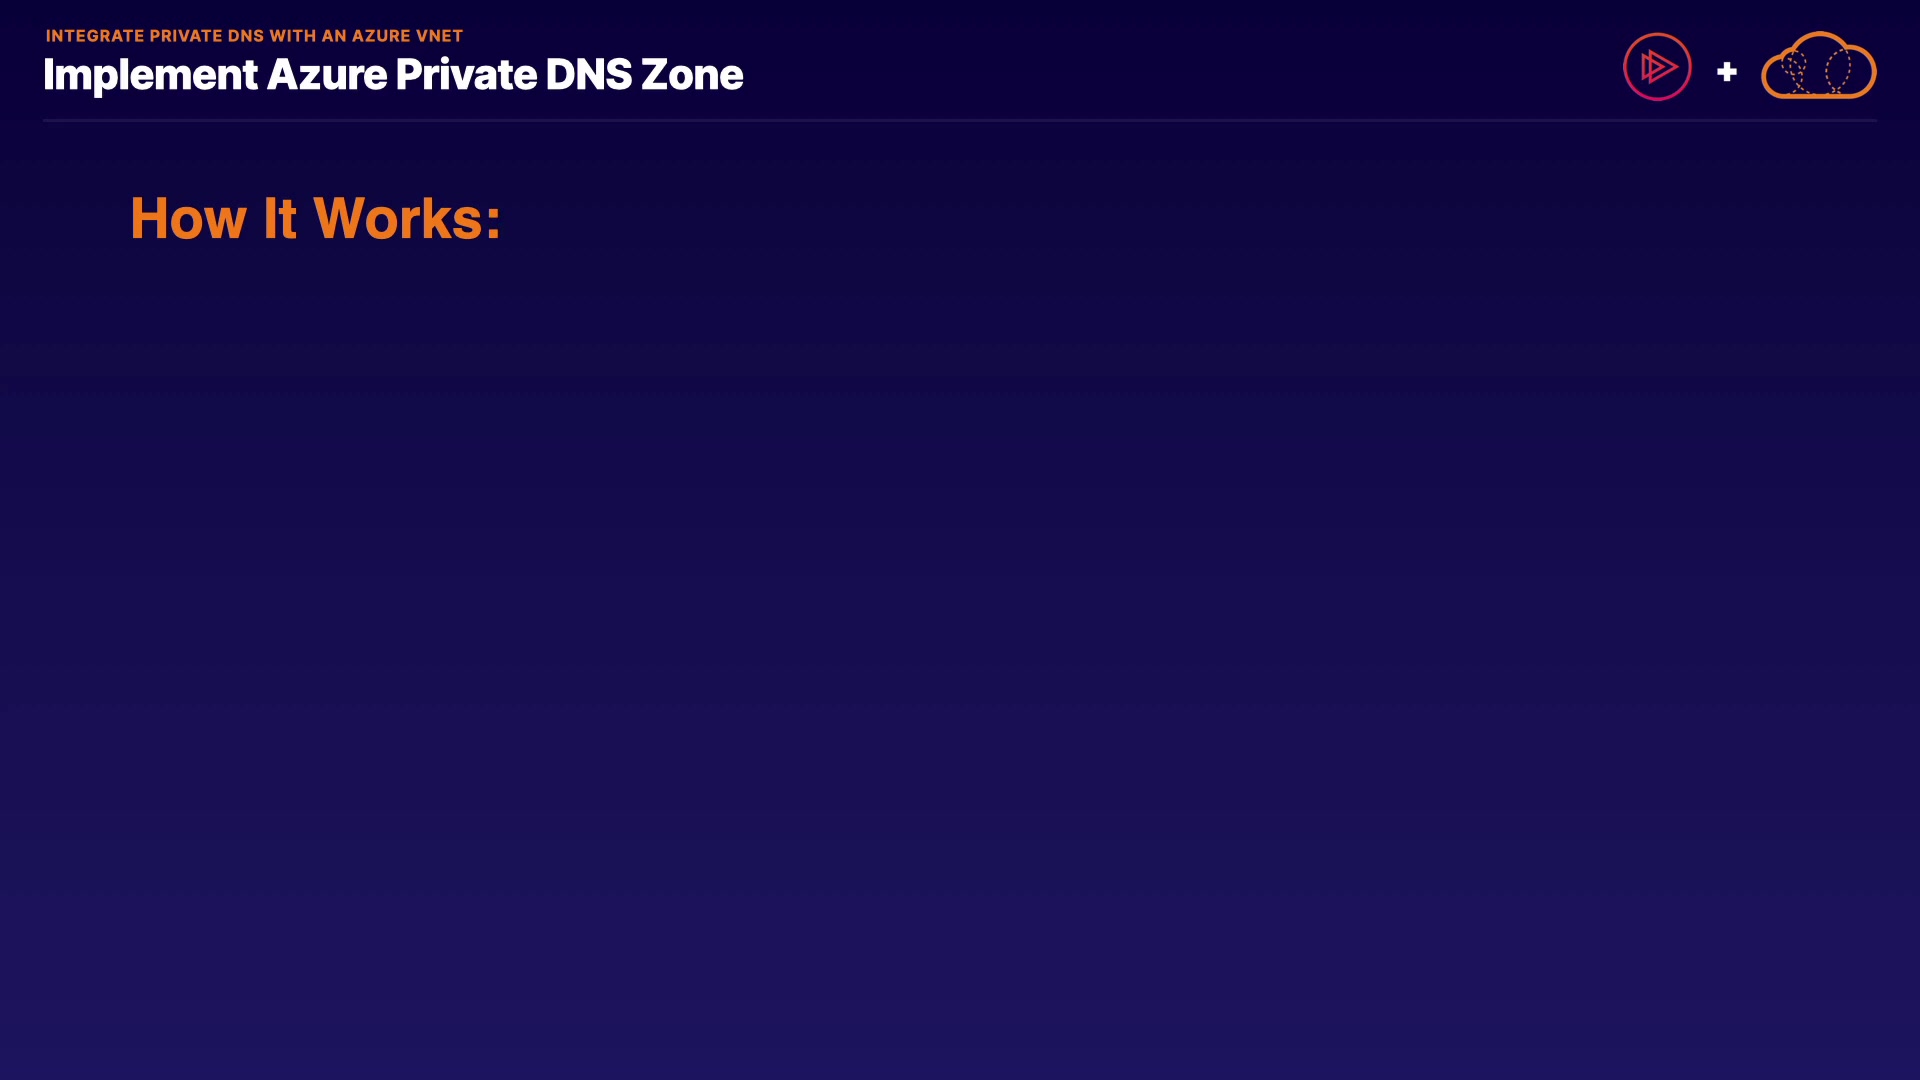 INTEGRATE PRIVATE DNS WITH AN AZURE VNET
Implement Azure Private DNS Zone
+
How It Works: